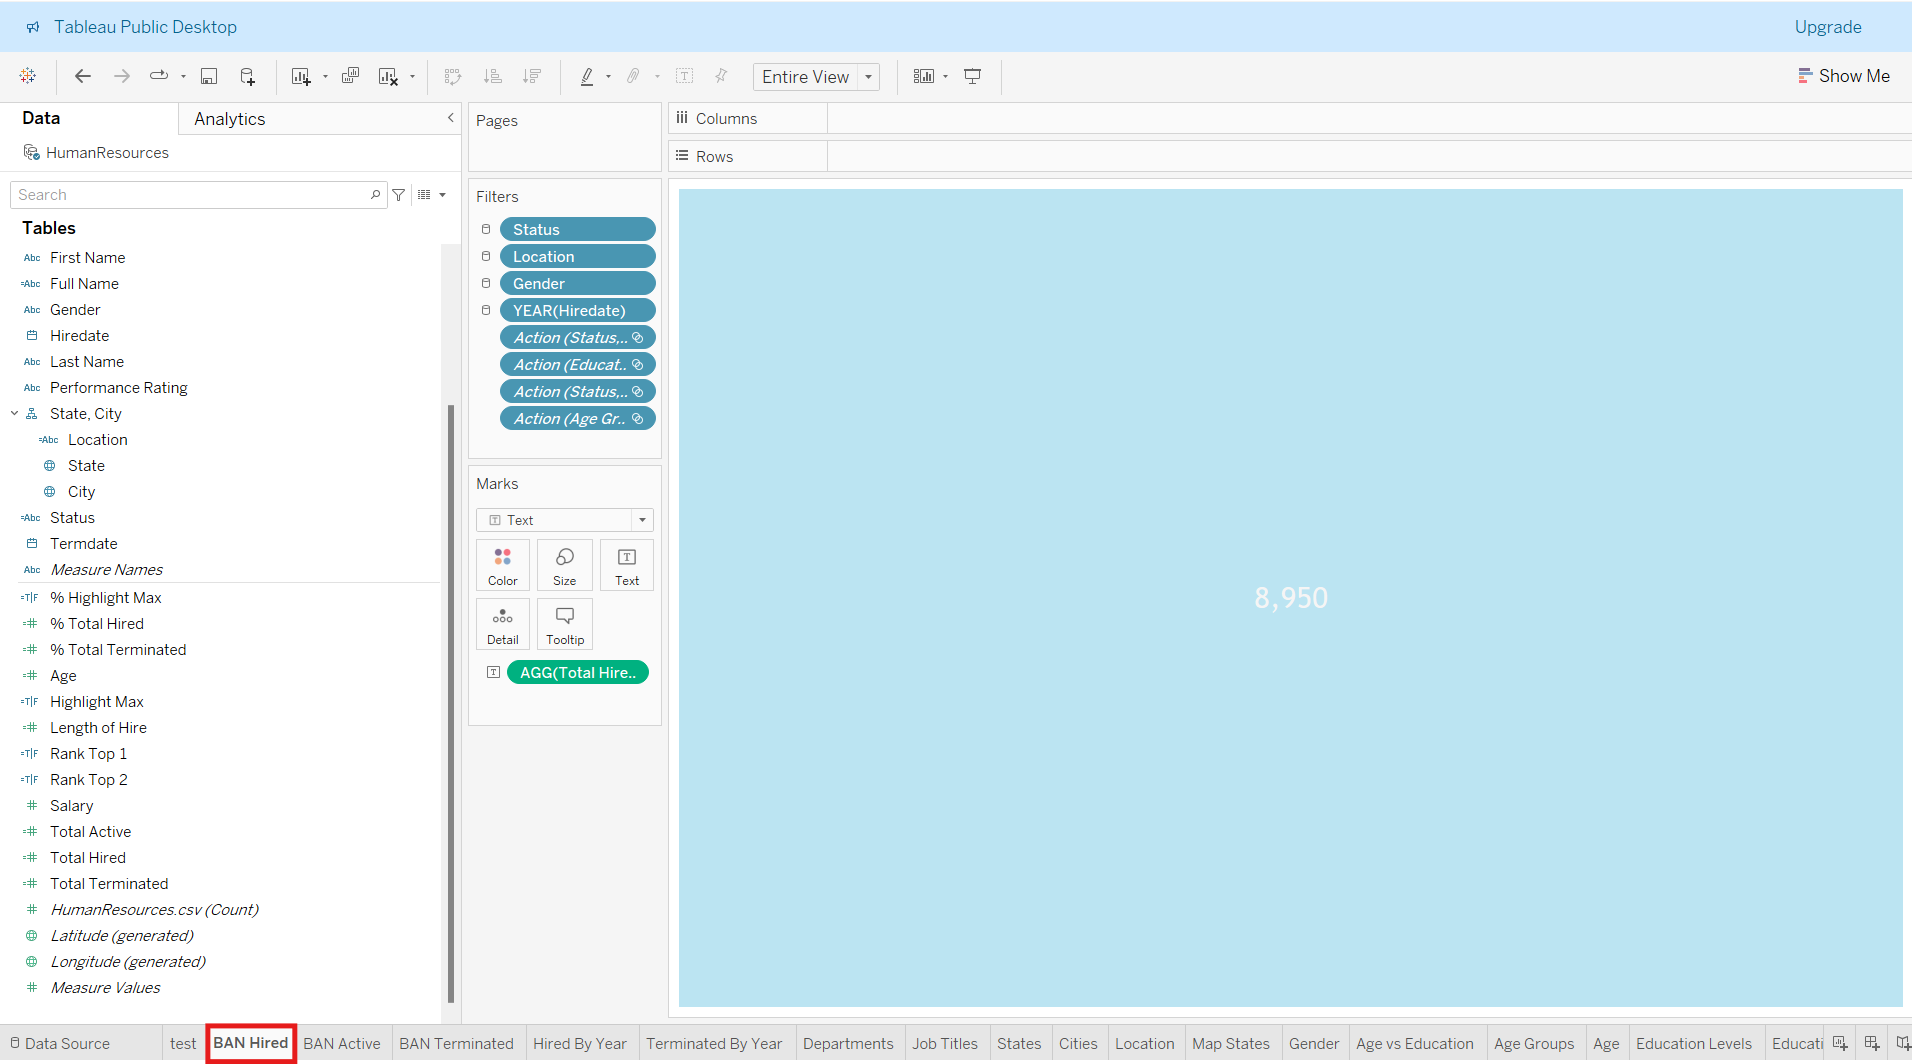 Tableau Public Desktop
Upgrade
Entire View
Show Me
Data
Analytics
HumanResources
Search
Tables
Abc First Name
=Abc Full Name
Abc Gender
Hiredate
Abc Last Name
Abc Performance Rating
State, City
=Abc Location
State
City
=Abc Status
Termdate
Abc Measure Names
=T|F % Highlight Max
=# % Total Hired
=# % Total Terminated
=# Age
=T|F Highlight Max
=# Length of Hire
=T|F Rank Top 1
=T|F Rank Top 2
# Salary
=# Total Active
=# Total Hired
=# Total Terminated
# HumanResources.csv (Count)
Latitude (generated)
Longitude (generated)
# Measure Values
Pages
Filters
Status
Location
Gender
YEAR(Hiredate)
Action (Status,..
Action (Educat..
Action (Status,..
Action (Age Gr..
Marks
T Text
Color
Size
T Text
Detail
Tooltip
T AGG(Total Hire..
Columns
Rows
8,950
Data Source
test
BAN Hired
BAN Active
BAN Terminated
Hired By Year
Terminated By Year
Departments
Job Titles
States
Cities
Location
Map States
Gender
Age vs Education
Age Groups
Age
Education Levels
Educati